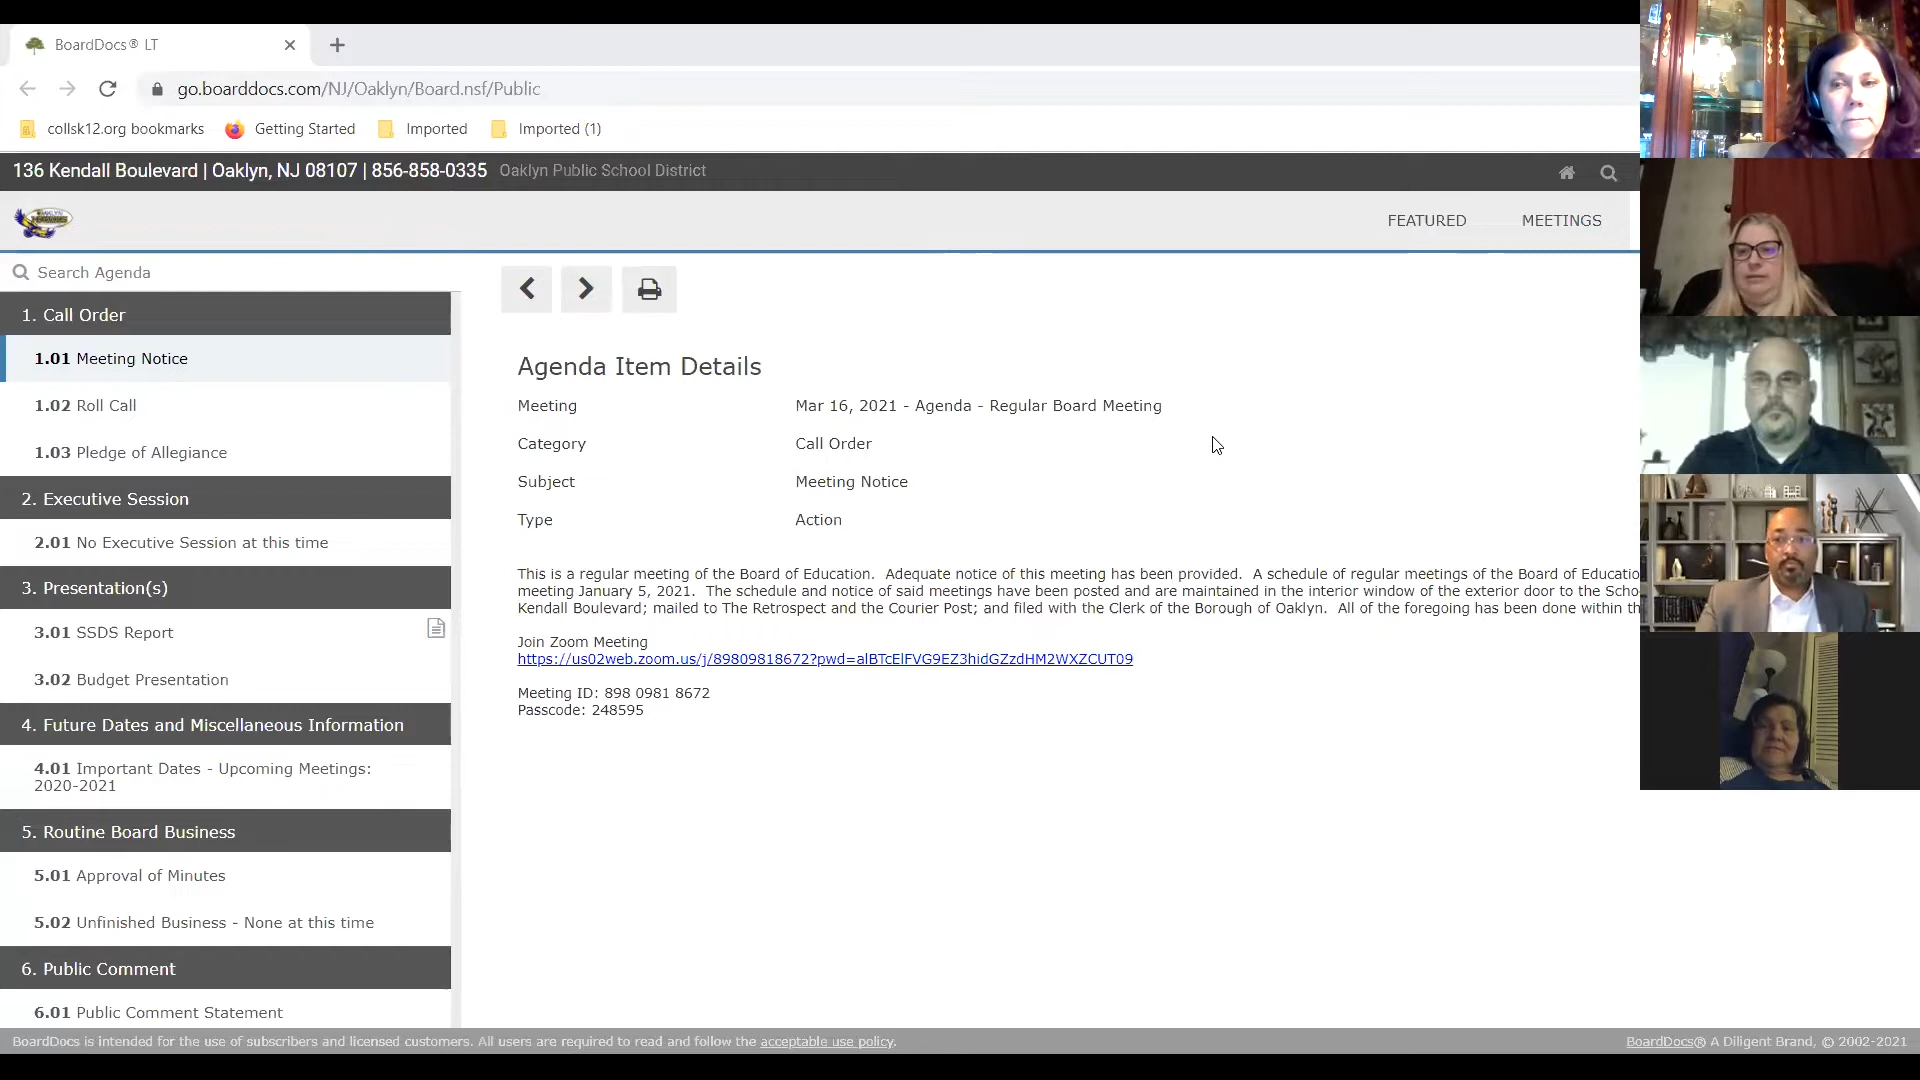 BoardDocs® LT
go.boarddocs.com/NJ/Oaklyn/Board.nsf/Public
collsk12.org bookmarks Getting Started Imported Imported (1)
136 Kendall Boulevard | Oaklyn, NJ 08107 | 856-858-0335 Oaklyn Public School District
FEATURED MEETINGS
Search Agenda
1. Call Order
1.01 Meeting Notice
1.02 Roll Call
1.03 Pledge of Allegiance
2. Executive Session
2.01 No Executive Session at this time
3. Presentation(s)
3.01 SSDS Report
3.02 Budget Presentation
4. Future Dates and Miscellaneous Information
4.01 Important Dates - Upcoming Meetings:
2020-2021
5. Routine Board Business
5.01 Approval of Minutes
5.02 Unfinished Business - None at this time
6. Public Comment
6.01 Public Comment Statement
Agenda Item Details
Meeting Mar 16, 2021 - Agenda - Regular Board Meeting
Category Call Order
Subject Meeting Notice
Type Action
This is a regular meeting of the Board of Education. Adequate notice of this meeting has been provided. A schedule of regular meetings of the Board of Educatio
meeting January 5, 2021. The schedule and notice of said meetings have been posted and are maintained in the interior window of the exterior door to the Scho
Kendall Boulevard; mailed to The Retrospect and the Courier Post; and filed with the Clerk of the Borough of Oaklyn. All of the foregoing has been done within th
Join Zoom Meeting
https://us02web.zoom.us/j/89809818672?pwd=alBTcElFVG9EZ3hidGZzdHM2WXZCUT09
Meeting ID: 898 0981 8672
Passcode: 248595
BoardDocs is intended for the use of subscribers and licensed customers. All users are required to read and follow the acceptable use policy.
BoardDocs® A Diligent Brand, © 2002-2021